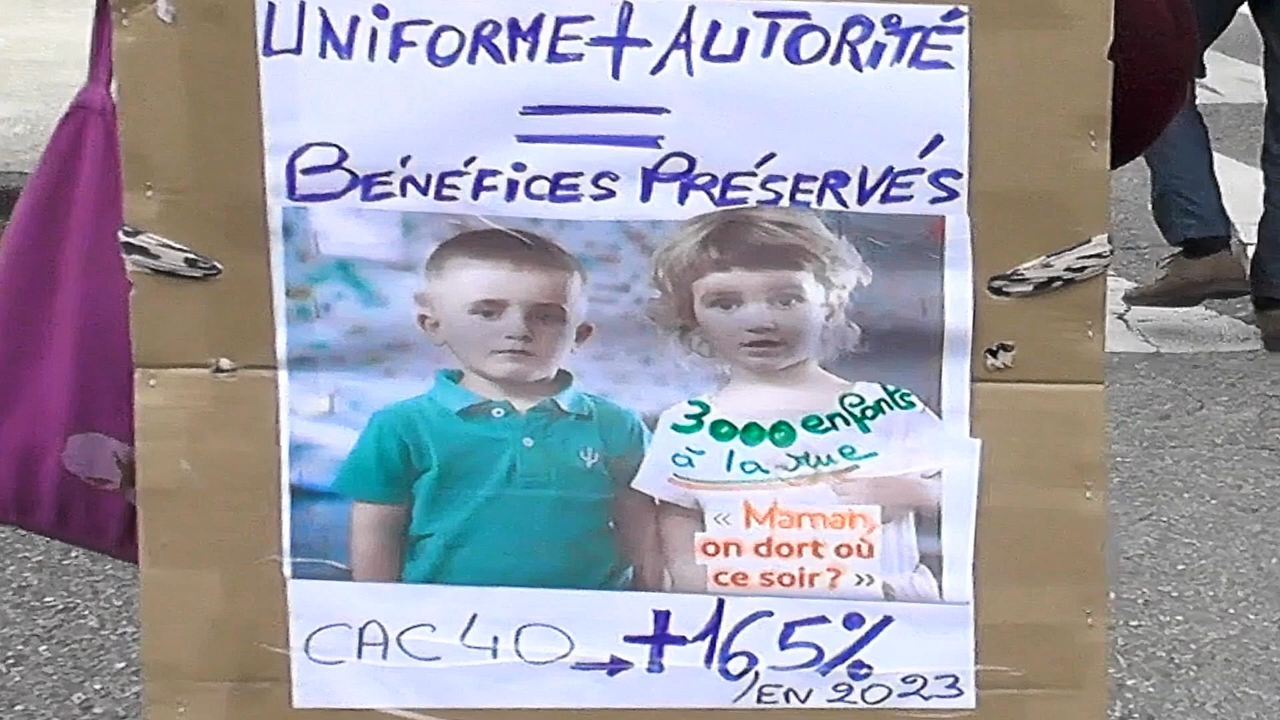 UNIFORME + AUTORITÉ
=
BÉNÉFICES PRÉSERVÉS
3000 enfants
à la rue
« Maman,
on dort où
ce soir ? »
CAC 40 → +16,5%
EN 2023